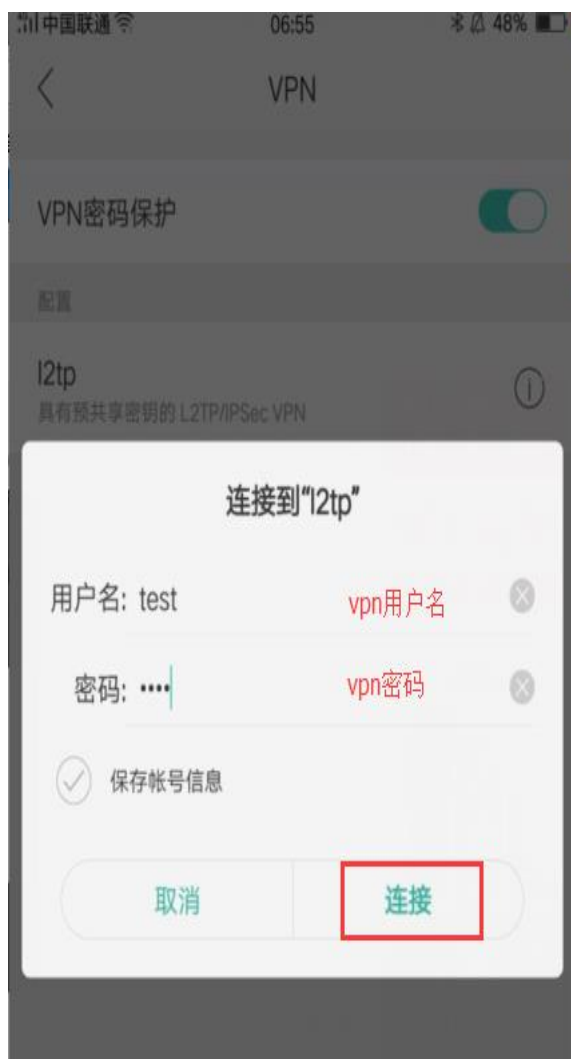 中国联通 06:55 48%
VPN
VPN密码保护
配置
l2tp
具有预共享密钥的 L2TP/IPSec VPN
连接到“l2tp”
用户名: test vpn用户名
密码: •••• vpn密码
保存帐号信息
取消 连接